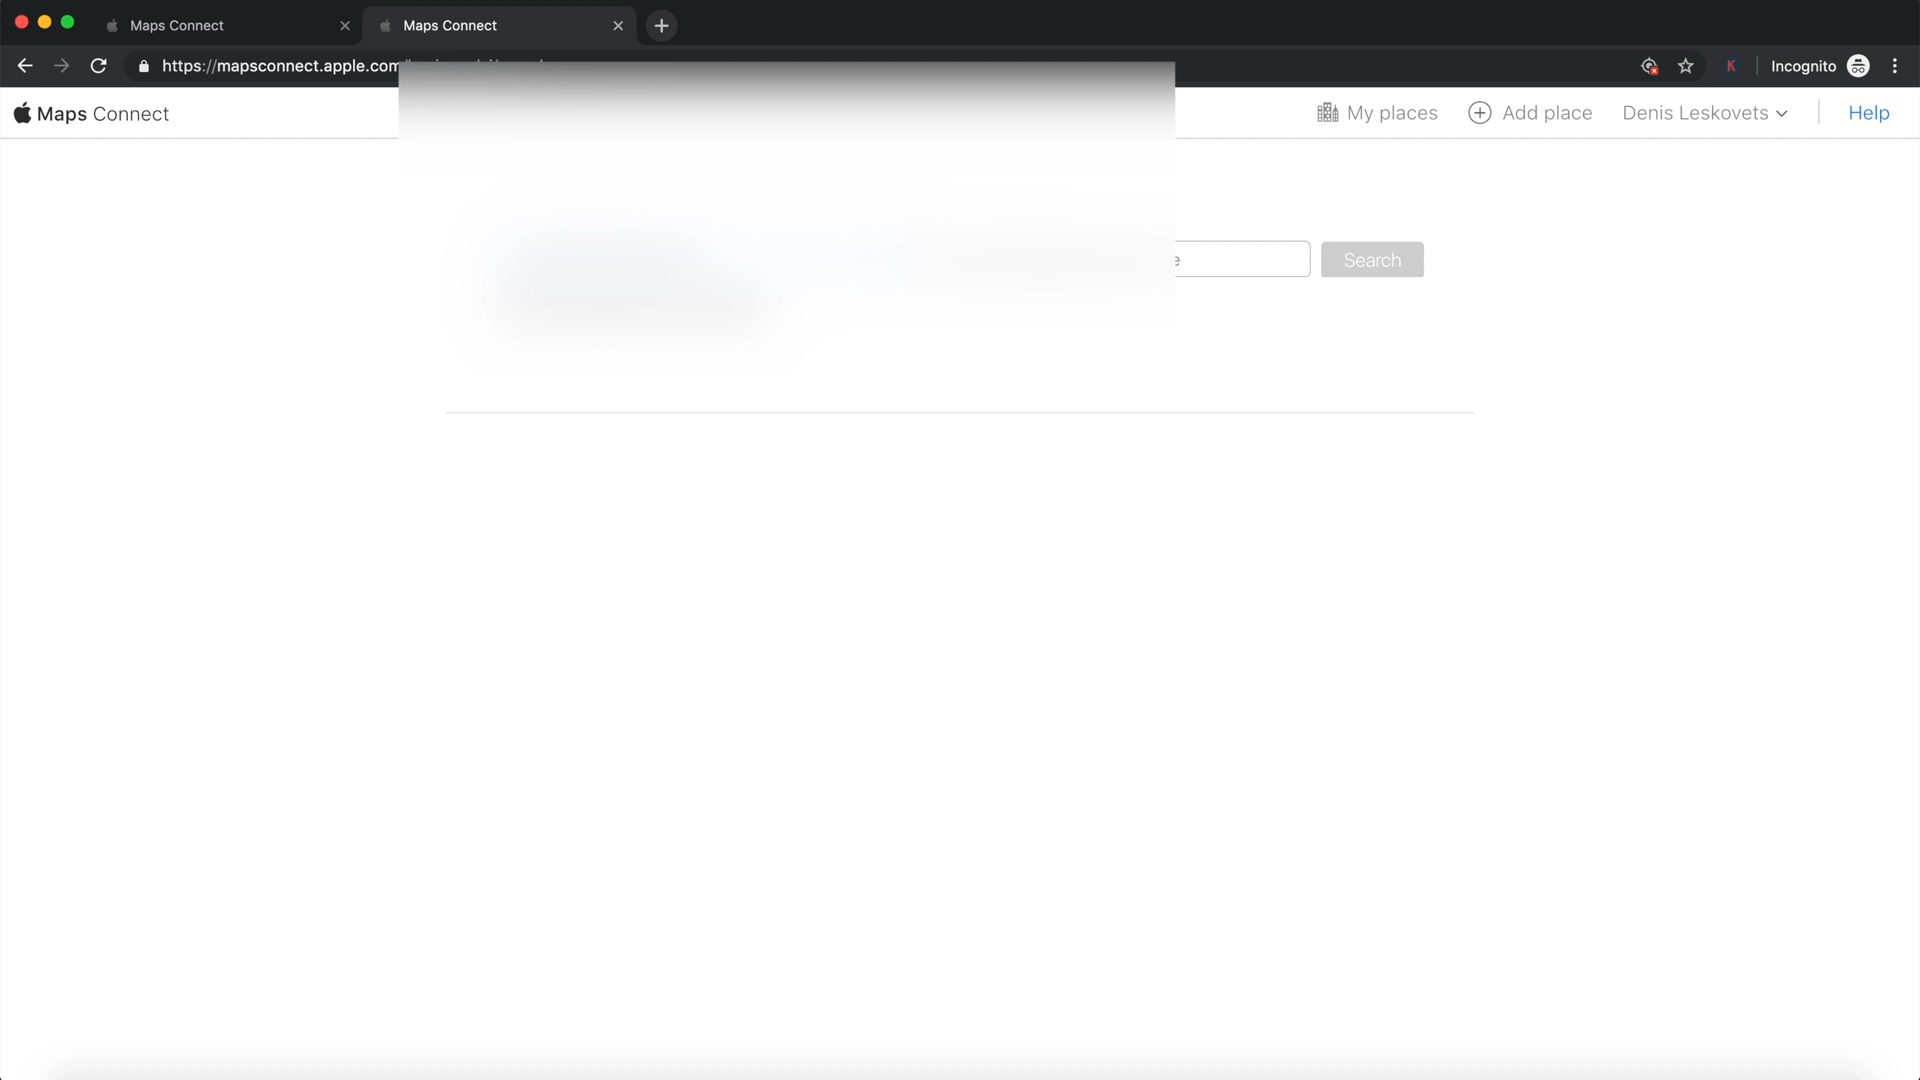 Maps Connect
Maps Connect
https://mapsconnect.apple.com
K
Incognito
Maps Connect
My places
Add place
Denis Leskovets
Help
e
Search